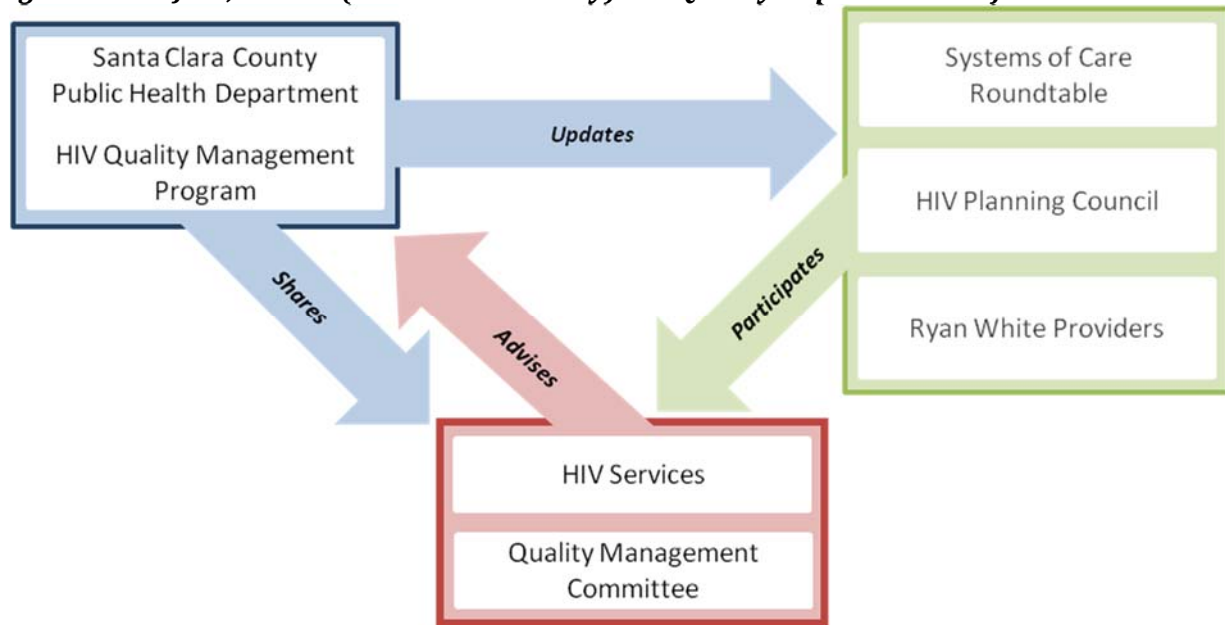 Santa Clara County
Public Health Department
HIV Quality Management
Program
Updates
Systems of Care
Roundtable
HIV Planning Council
Ryan White Providers
Shares
Advises
Participates
HIV Services
Quality Management
Committee